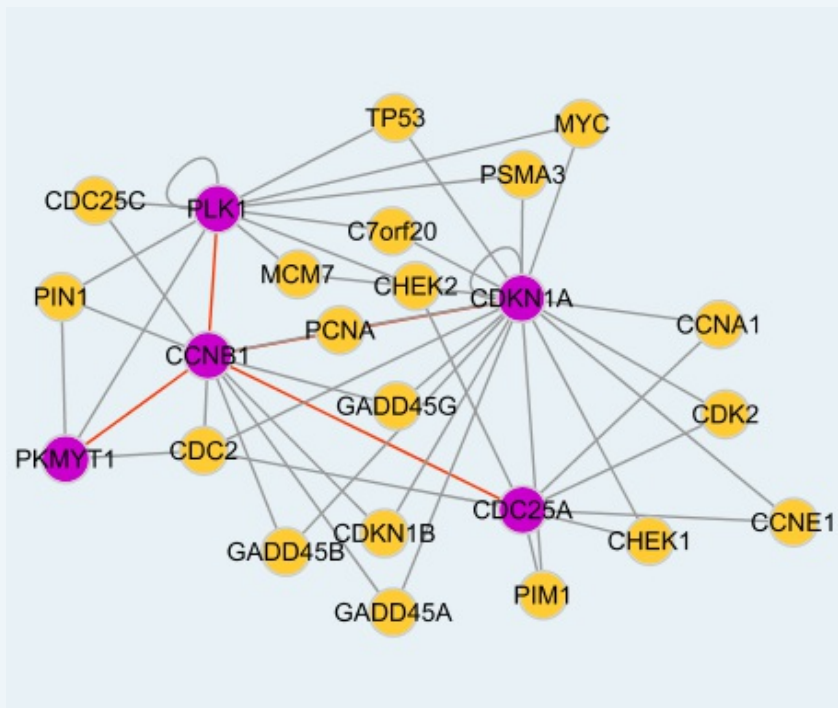 TP53
MYC
PSMA3
CDC25C
PLK1
C7orf20
MCM7
CHEK2
PIN1
CDKN1A
PCNA
CCNA1
CCNB1
GADD45G
CDK2
PKMYT1
CDC2
CDC25A
CCNE1
CDKN1B
CHEK1
GADD45B
PIM1
GADD45A